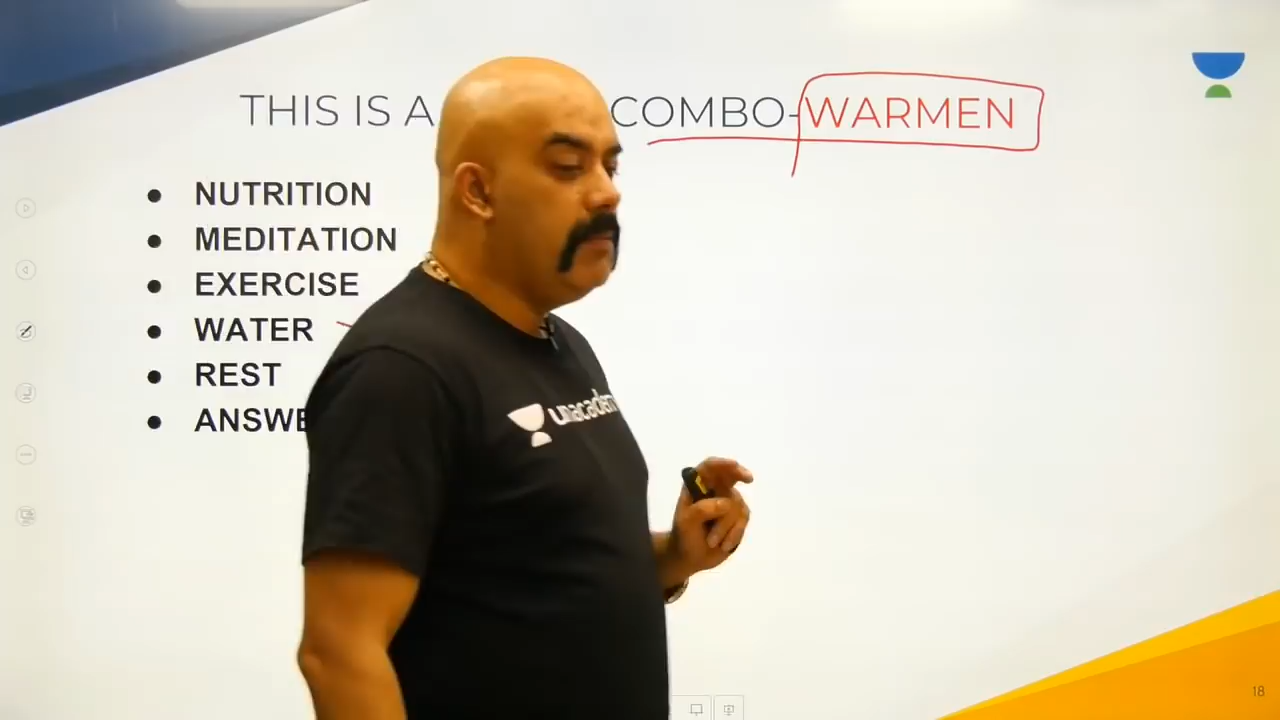 THIS IS A COMBO-WARMEN
NUTRITION
MEDITATION
EXERCISE
WATER
REST
unacadem
18